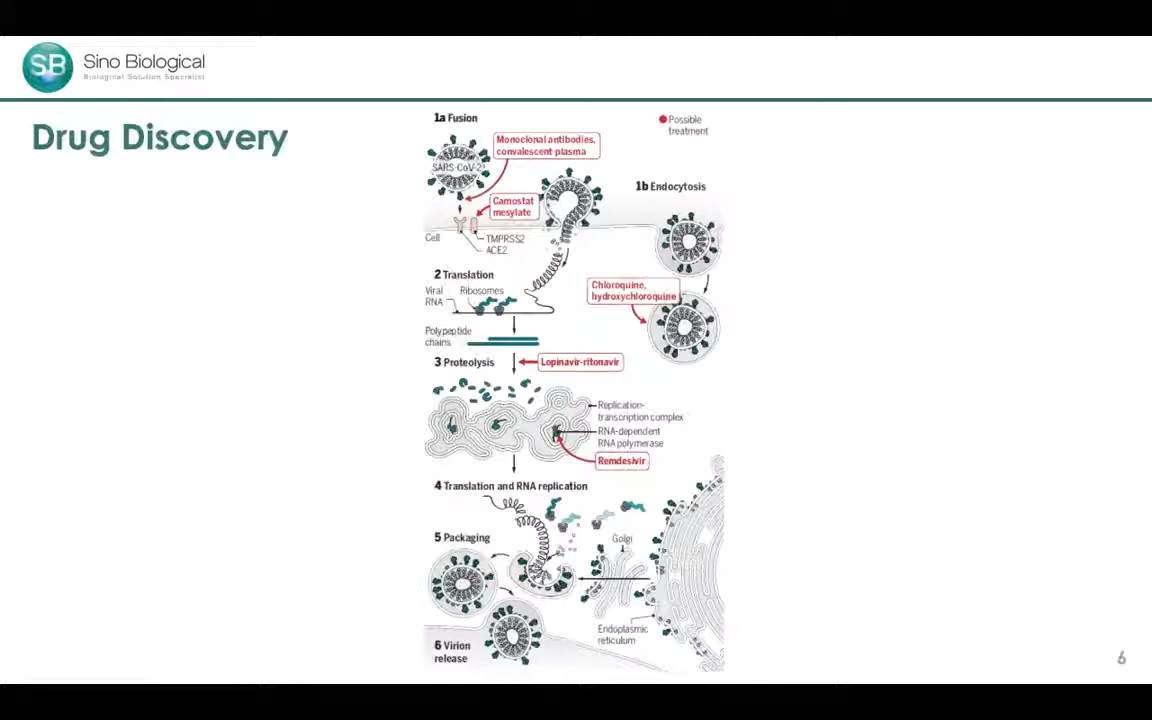 SB
Sino Biological
Biological Solution Specialist
Drug Discovery
1a Fusion
Possible
treatment
Monoclonal antibodies,
convalescent plasma
SARS-CoV-2
1b Endocytosis
Camostat
mesylate
Cell
TMPRSS2
ACE2
2 Translation
Viral
RNA
Ribosomes
Chloroquine,
hydroxychloroquine
Polypeptide
chains
3 Proteolysis
Lopinavir-ritonavir
Replication-
transcription complex
RNA-dependent
RNA polymerase
Remdesivir
4 Translation and RNA replication
5 Packaging
Golgi
Endoplasmic
reticulum
6 Virion
release
6